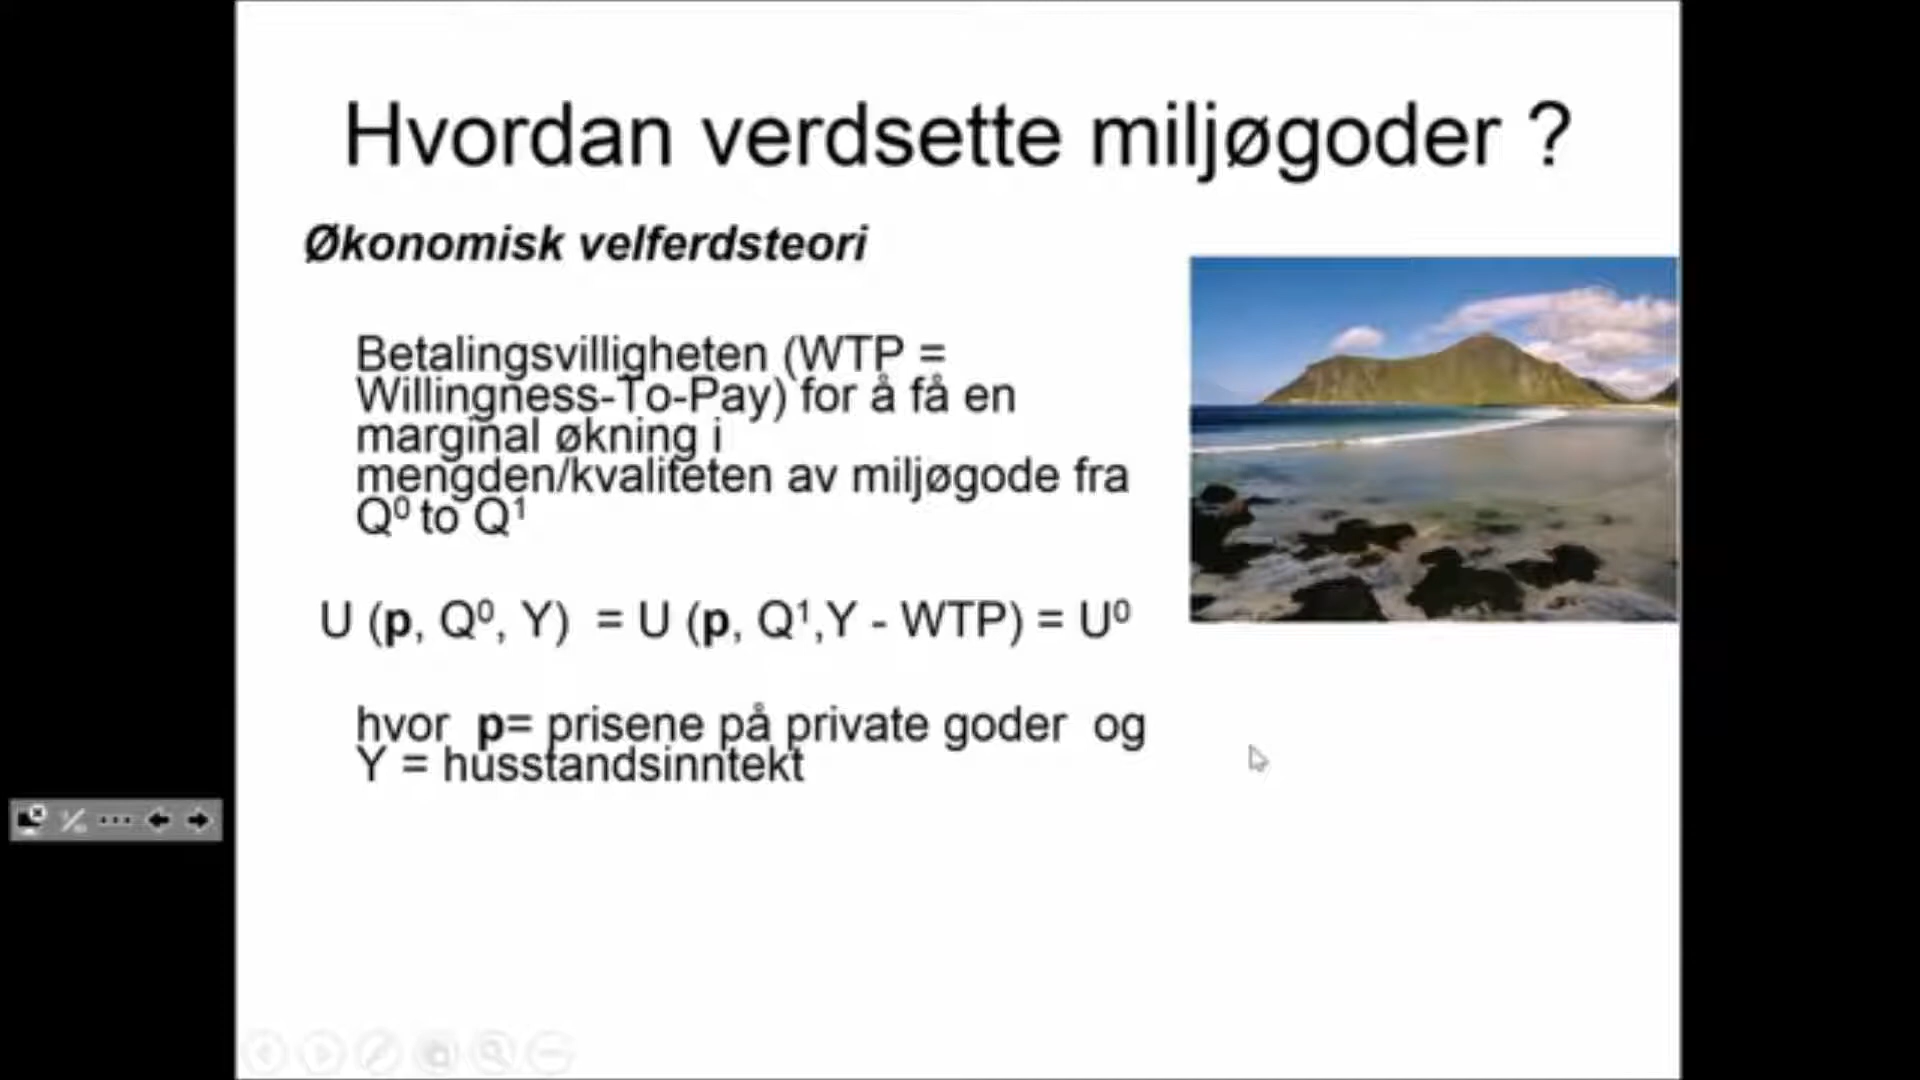 Hvordan verdsette miljøgoder ?
Økonomisk velferdsteori
Betalingsvilligheten (WTP =
Willingness-To-Pay) for å få en
marginal økning i
mengden/kvaliteten av miljøgode fra
Q⁰ to Q¹
U (p, Q⁰, Y) = U (p, Q¹,Y - WTP) = U⁰
hvor p= prisene på private goder og
Y = husstandsinntekt